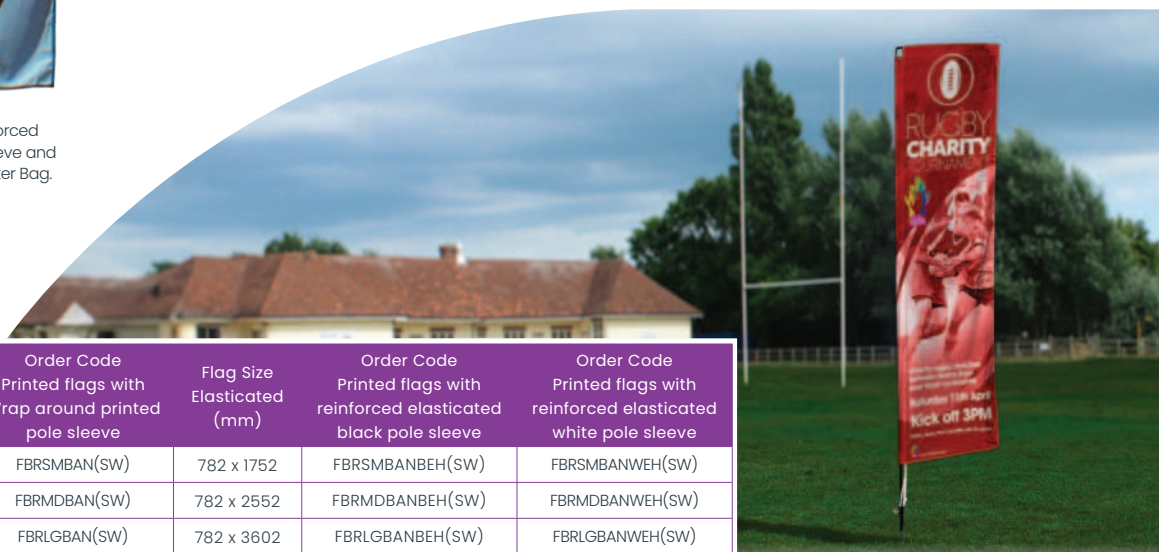 orced
eve and
er Bag.
RUGBY
CHARITY
TOURNAMENT
Saturday 11th April
Kick off 3PM
Order Code
Printed flags with
rap around printed
pole sleeve
Flag Size
Elasticated
(mm)
Order Code
Printed flags with
reinforced elasticated
black pole sleeve
Order Code
Printed flags with
reinforced elasticated
white pole sleeve
FBRSMBAN(SW) 782 x 1752 FBRSMBANBEH(SW) FBRSMBANWEH(SW)
FBRMDBAN(SW) 782 x 2552 FBRMDBANBEH(SW) FBRMDBANWEH(SW)
FBRLGBAN(SW) 782 x 3602 FBRLGBANBEH(SW) FBRLGBANWEH(SW)